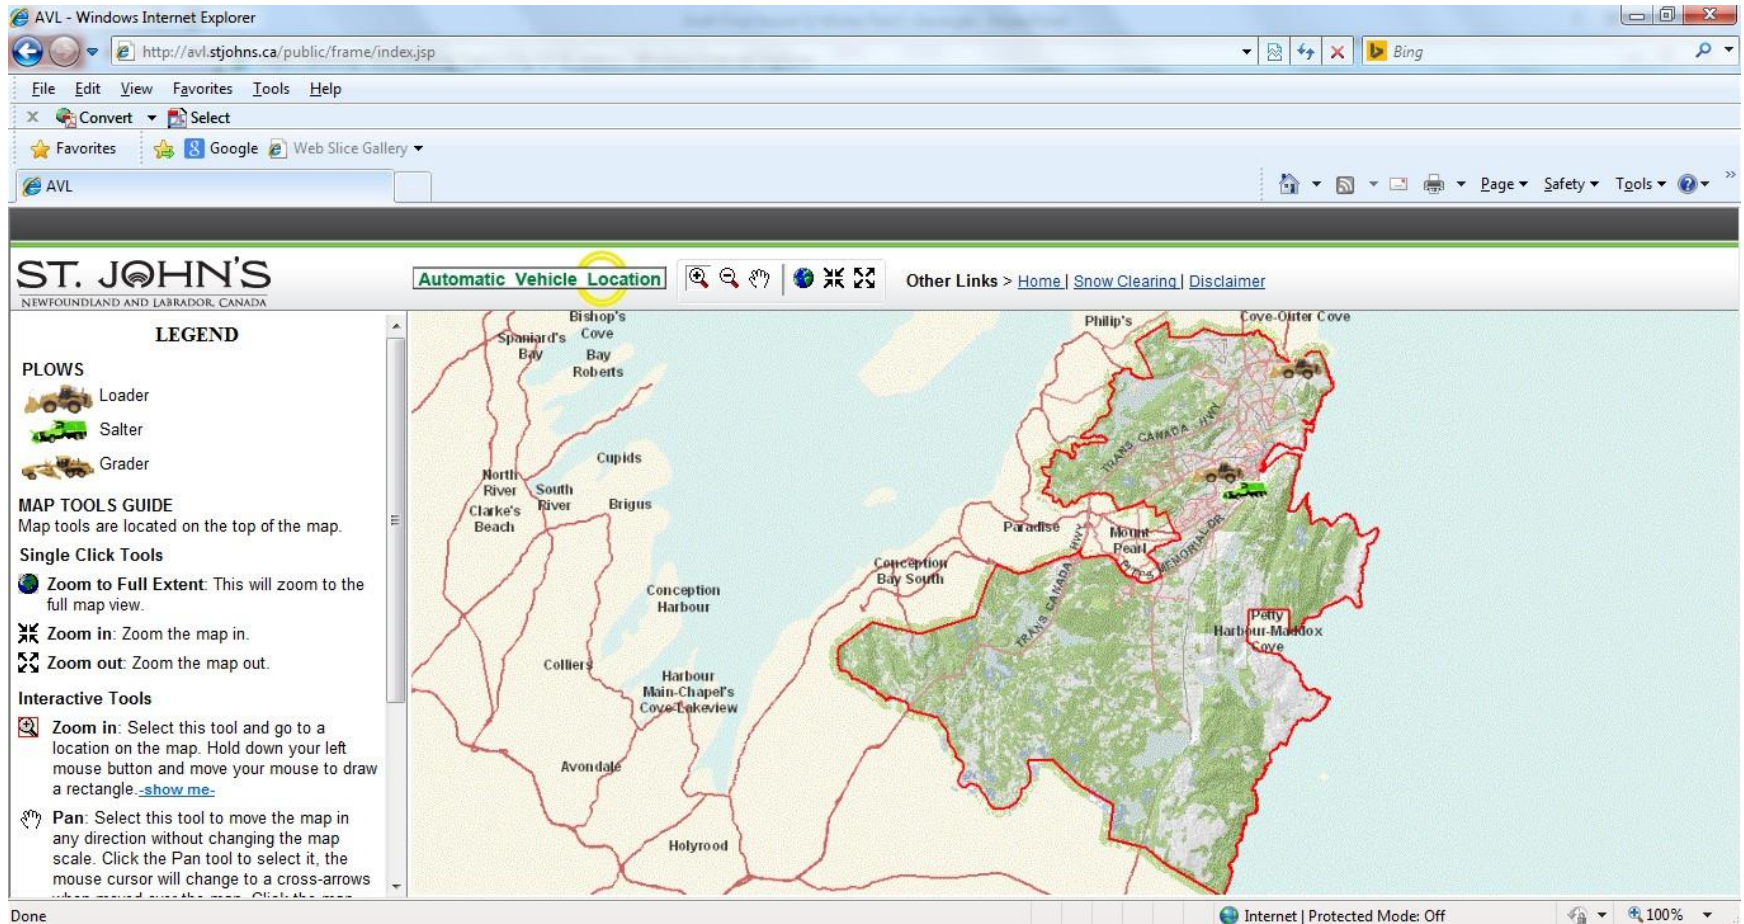 AVL - Windows Internet Explorer
http://avl.stjohns.ca/public/frame/index.jsp
Bing
File Edit View Favorites Tools Help
Convert Select
Favorites Google Web Slice Gallery
AVL
Page Safety Tools
ST. JOHN'S
NEWFOUNDLAND AND LABRADOR, CANADA
Automatic Vehicle Location
Other Links > Home | Snow Clearing | Disclaimer
LEGEND
PLOWS
Loader
Salter
Grader
MAP TOOLS GUIDE
Map tools are located on the top of the map.
Single Click Tools
Zoom to Full Extent: This will zoom to the
full map view.
Zoom in: Zoom the map in.
Zoom out: Zoom the map out.
Interactive Tools
Zoom in: Select this tool and go to a
location on the map. Hold down your left
mouse button and move your mouse to draw
a rectangle. -show me-
Pan: Select this tool to move the map in
any direction without changing the map
scale. Click the Pan tool to select it, the
mouse cursor will change to a cross-arrows
when moved over the map. Click the map
Bishop's
Cove
Spaniard's
Bay
Bay
Roberts
Cupids
North
River
South
River
Clarke's
Beach
Brigus
Conception
Harbour
Colliers
Harbour
Main-Chapel's
Cove-Lakeview
Avondale
Holyrood
Philip's
Cove-Outer Cove
TRANS CANADA HWY
Paradise
Mount
Pearl
PITTS MEMORIAL DR
Conception
Bay South
TRANS CANADA HWY
Petty
Harbour-Maddox
Cove
Done
Internet | Protected Mode: Off
100%